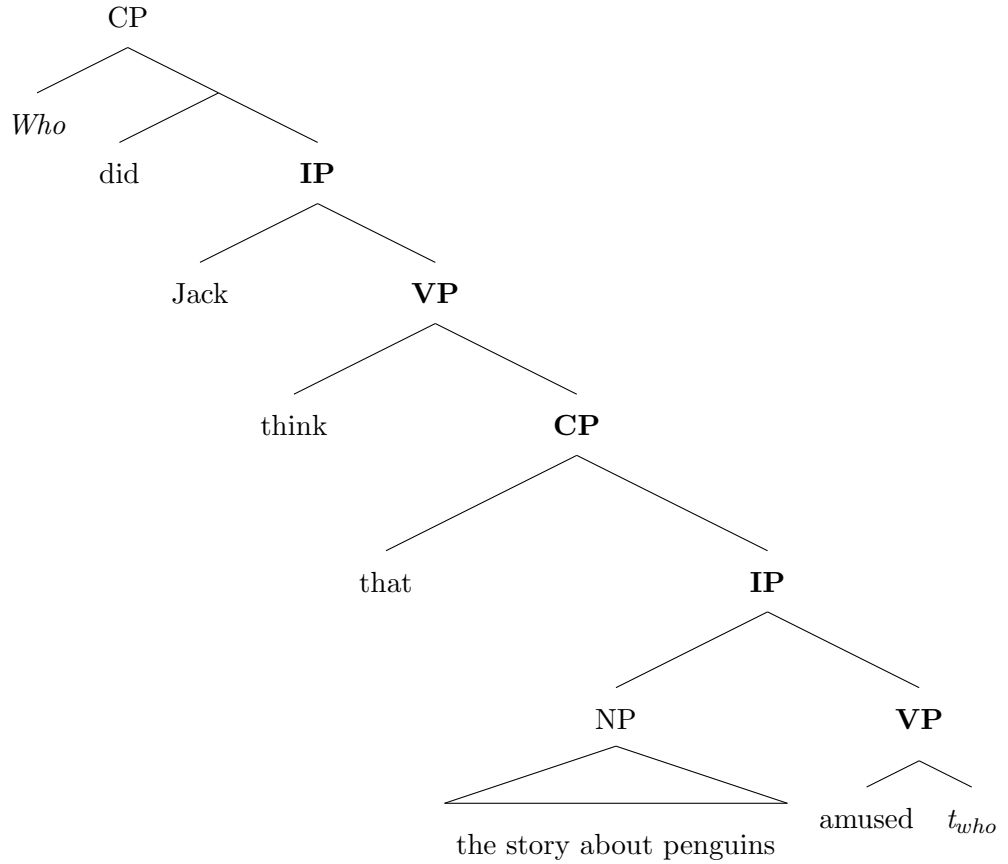 CP
Who
did
IP
Jack
VP
think
CP
that
IP
NP
VP
the story about penguins
amused
t_who